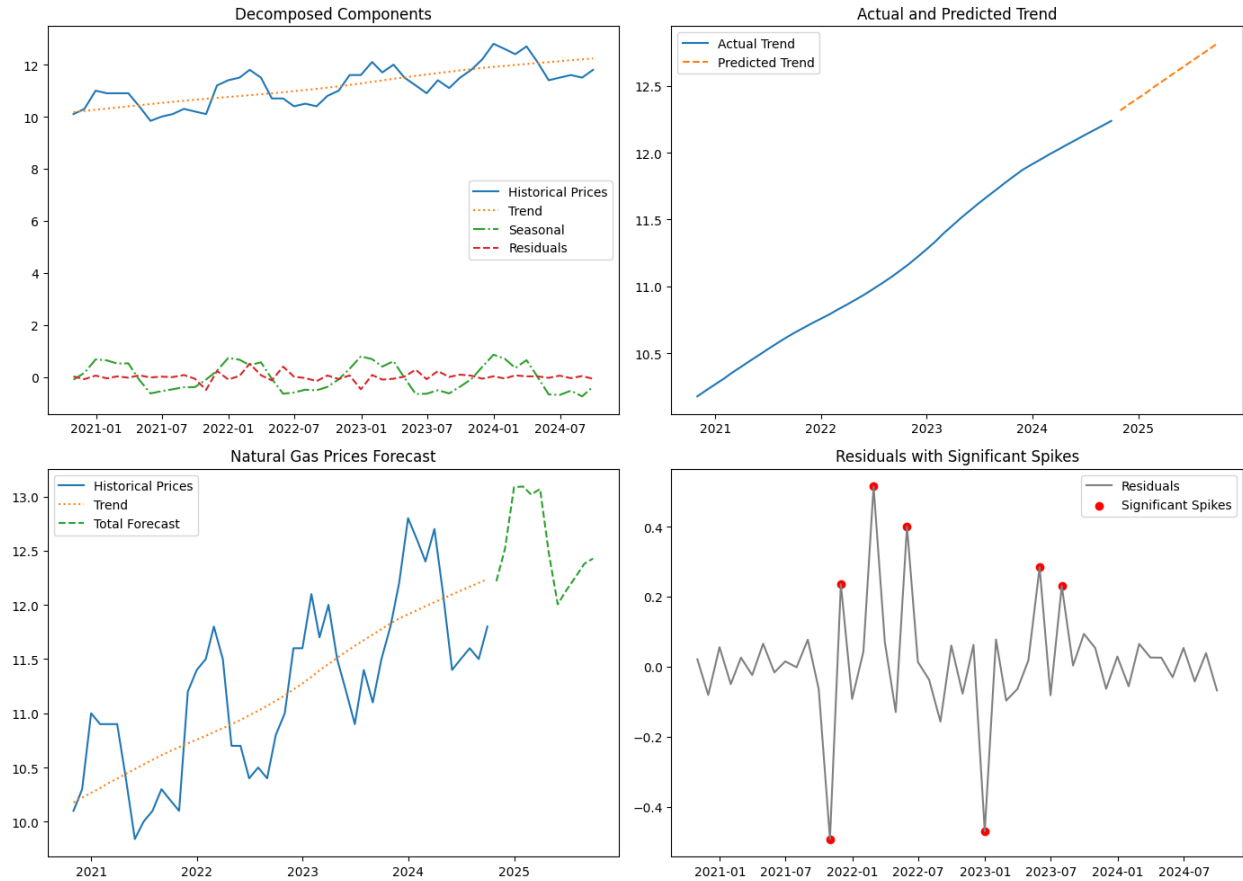 Decomposed Components
12
10
8
6
4
2
0
Historical Prices
Trend
Seasonal
Residuals
2021-01 2021-07 2022-01 2022-07 2023-01 2023-07 2024-01 2024-07
Actual and Predicted Trend
Actual Trend
Predicted Trend
12.5
12.0
11.5
11.0
10.5
2021 2022 2023 2024 2025
Natural Gas Prices Forecast
Historical Prices
Trend
Total Forecast
13.0
12.5
12.0
11.5
11.0
10.5
10.0
2021 2022 2023 2024 2025
Residuals with Significant Spikes
Residuals
Significant Spikes
0.4
0.2
0.0
−0.2
−0.4
2021-01 2021-07 2022-01 2022-07 2023-01 2023-07 2024-01 2024-07